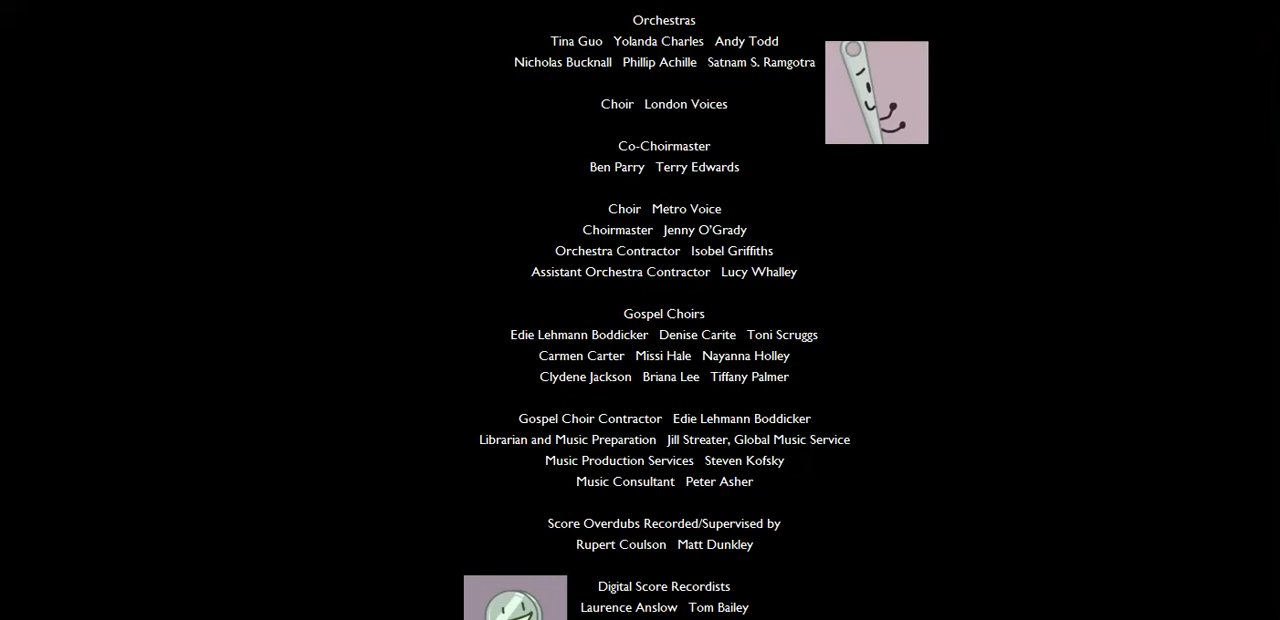 Orchestras
Tina Guo Yolanda Charles Andy Todd
Nicholas Bucknall Phillip Achille Satnam S. Ramgotra
Choir London Voices
Co-Choirmaster
Ben Parry Terry Edwards
Choir Metro Voice
Choirmaster Jenny O'Grady
Orchestra Contractor Isobel Griffiths
Assistant Orchestra Contractor Lucy Whalley
Gospel Choirs
Edie Lehmann Boddicker Denise Carite Toni Scruggs
Carmen Carter Missi Hale Nayanna Holley
Clydene Jackson Briana Lee Tiffany Palmer
Gospel Choir Contractor Edie Lehmann Boddicker
Librarian and Music Preparation Jill Streater, Global Music Service
Music Production Services Steven Kofsky
Music Consultant Peter Asher
Score Overdubs Recorded/Supervised by
Rupert Coulson Matt Dunkley
Digital Score Recordists
Laurence Anslow Tom Bailey